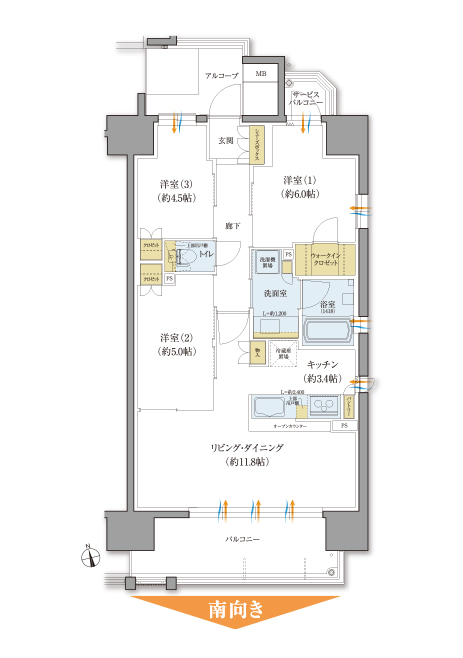 アルコーブ
MB
サービス
バルコニー
玄関
シューズボックス
洋室(3)
(約4.5帖)
洋室(1)
(約6.0帖)
廊下
クロゼット
上部吊戸棚
トイレ
洗濯機
置場
PS
ウォークイン
クロゼット
クロゼット
PS
洗面室
浴室
(1418)
L=約1,200
洋室(2)
(約5.0帖)
物入
冷蔵庫
置場
キッチン
(約3.4帖)
L=約2,400
上部
吊戸棚
パントリー
オープンカウンター
PS
リビング・ダイニング
(約11.8帖)
バルコニー
N
南向き